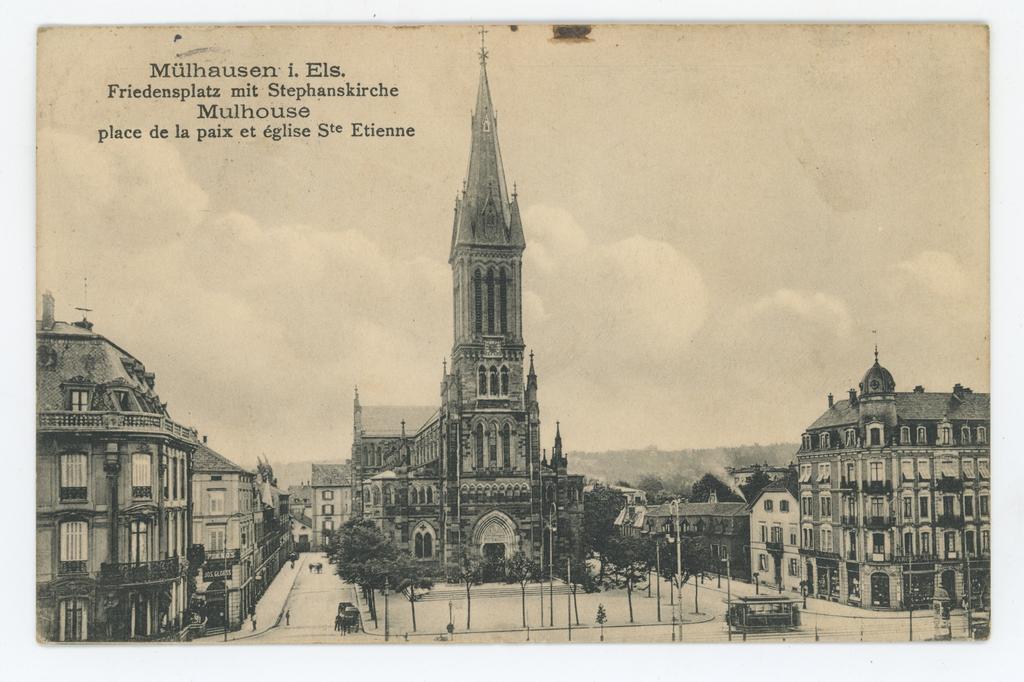 Mülhausen i. Els.
Friedensplatz mit Stephanskirche
Mulhouse
place de la paix et église Ste Etienne